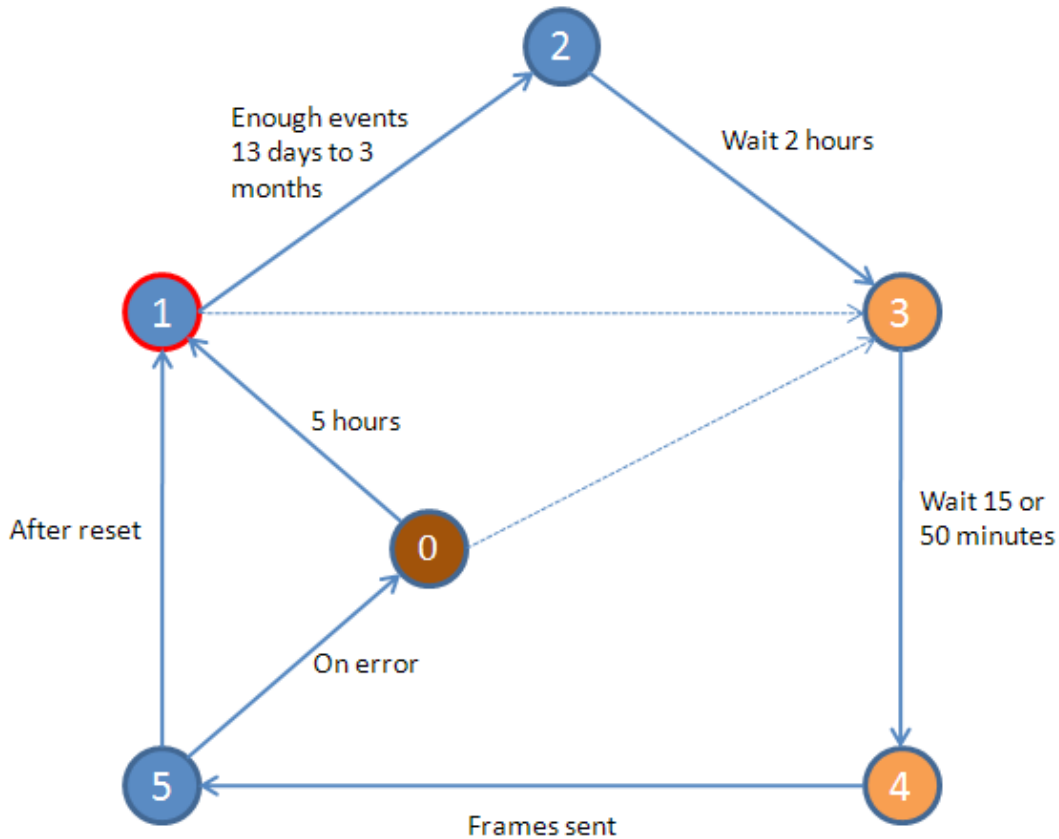 2
Enough events
13 days to 3
months
Wait 2 hours
1
3
5 hours
After reset
0
Wait 15 or
50 minutes
On error
5
4
Frames sent